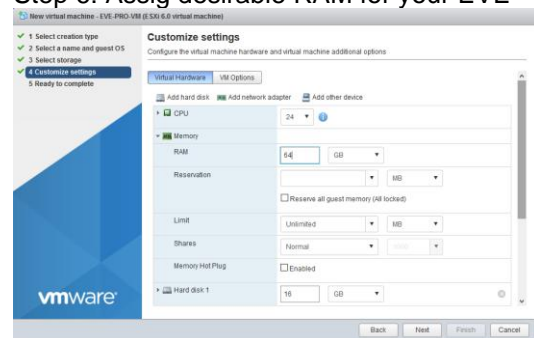 Step 6. Assign desirable RAM for your EVE
New virtual machine - EVE-PRO-VM (ESXi 6.0 virtual machine)
1 Select creation type
2 Select a name and guest OS
3 Select storage
4 Customize settings
5 Ready to complete
Customize settings
Configure the virtual machine hardware and virtual machine additional options
Virtual Hardware VM Options
Add hard disk Add network adapter Add other device
CPU 24
Memory
RAM 64 GB
Reservation MB
Reserve all guest memory (All locked)
Limit Unlimited MB
Shares Normal
Memory Hot Plug Enabled
Hard disk 1 16 GB
vmware
Back Next Finish Cancel